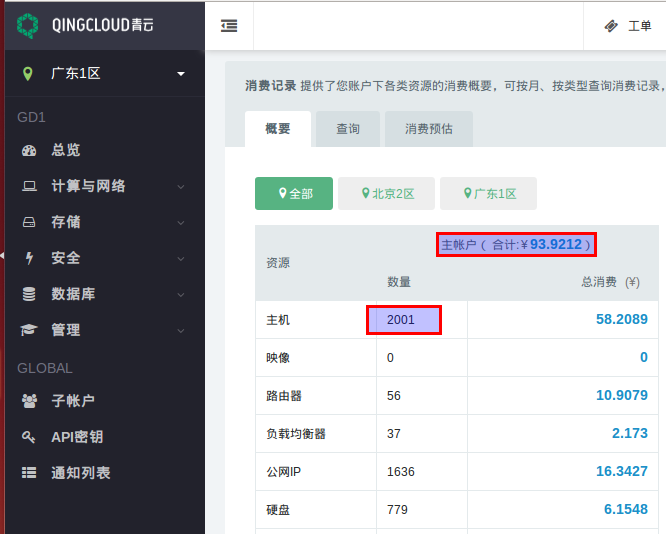 QINGCLOUD青云
工单
广东1区
GD1
总览
计算与网络
存储
安全
数据库
管理
GLOBAL
子帐户
API密钥
通知列表
消费记录 提供了您账户下各类资源的消费概要，可按月、按类型查询消费记录，
概要 查询 消费预估
全部 北京2区 广东1区
主帐户（ 合计:¥93.9212）
资源 数量 总消费 (¥)
主机 2001 58.2089
映像 0 0
路由器 56 10.9079
负载均衡器 37 2.173
公网IP 1636 16.3427
硬盘 779 6.1548